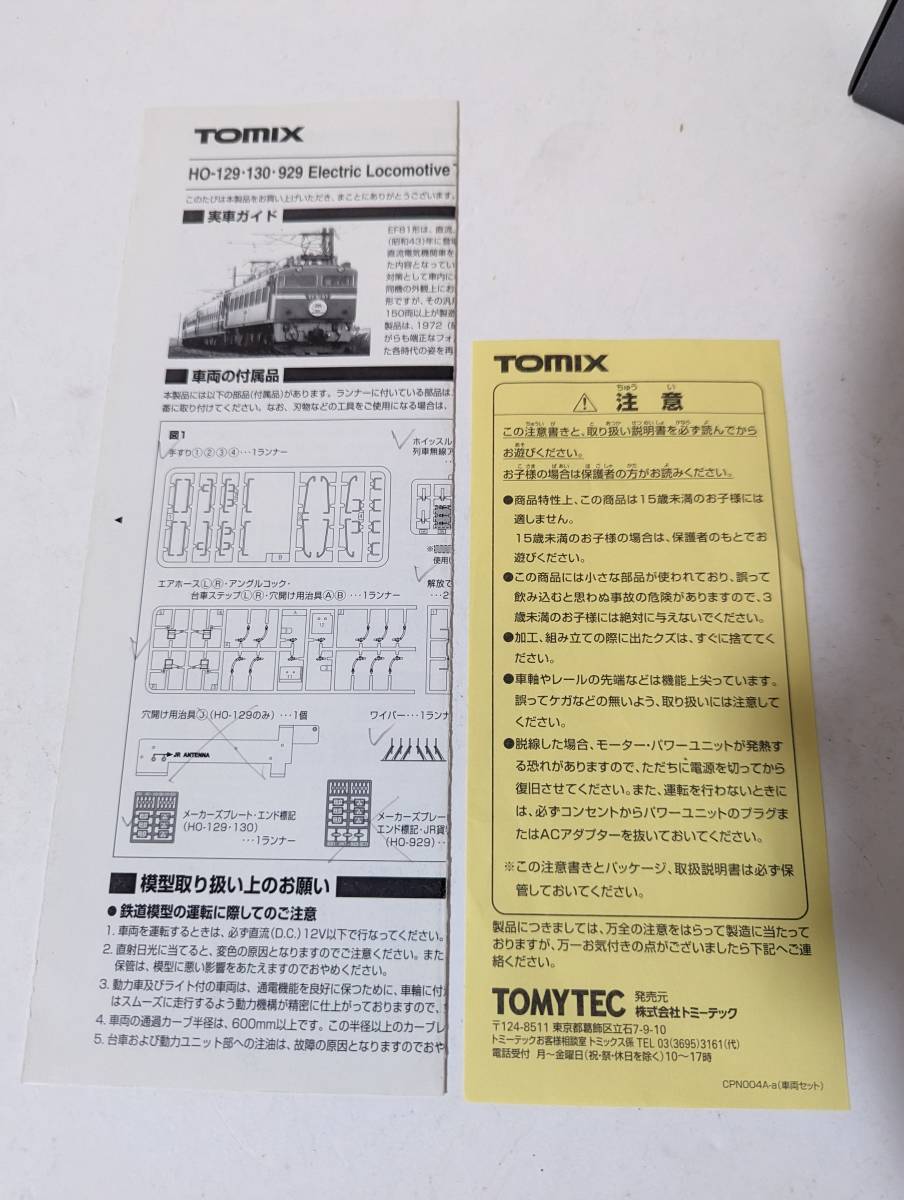 TOMIX
HO-129・130・929 Electric Locomotive
このたびは本製品をお買い上げいただき、まことにありがとうございます。
■ 実車ガイド
EF81形は、直流、
(昭和43)年に登場
直流電気機関車を
た内容となってい
対策として車内に
同機の外観上にお
形ですが、その汎用
150両以上が製造
製品は、1972
がらも端正なフォ
た各時代の姿を再
■ 車両の付属品
本製品には以下の部品(付属品)があります。ランナーに付いている部品は、
番に取り付けてください。なお、刃物などの工具をご使用になる場合は、
図1
手すり①②③④…1ランナー
ホイッスル
列車無線ア
※
使用
エアホースⓁⓇ・アングルコック・
台車ステップⓁⓇ・穴開け用治具ⒶⒷ…1ランナー
解放て
…2
穴開け用治具Ⓙ(HO-129のみ)…1個
ワイパー…1ラン
JR ANTENNA
メーカーズプレート・エンド標記
(HO-129・130)
…1ランナー
メーカーズプレー
エンド標記・JR貨
(HO-929)…
■ 模型取り扱い上のお願い
● 鉄道模型の運転に際してのご注意
1. 車両を運転するときは、必ず直流(D.C.)12V以下で行なってください。
2. 直射日光に当てると、変色の原因となりますのでご注意ください。また
保管は、模型に悪い影響をあたえますのでおやめください。
3. 動力車及びライト付の車両は、通電機能を良好に保つために、車輪に付
はスムーズに走行するよう動力機構が精密に仕上がっておりますので、
4. 車両の通過カーブ半径は、600mm以上です。この半径以上のカーブレ
5. 台車および動力ユニット部への注油は、故障の原因となりますのでおや
TOMIX
ちゅう い
⚠ 注 意
この注意書きと、取り扱い説明書を必ず読んでから
お遊びください。
お子様の場合は保護者の方がお読みください。
●商品特性上、この商品は15歳未満のお子様には
適しません。
15歳未満のお子様の場合は、保護者のもとでお
遊びください。
●この商品には小さな部品が使われており、誤って
飲み込むと思わぬ事故の危険がありますので、3
歳未満のお子様には絶対に与えないでください。
●加工、組み立ての際に出たクズは、すぐに捨ててく
ださい。
●車軸やレールの先端などは機能上尖っています。
誤ってケガなどの無いよう、取り扱いには注意して
ください。
●脱線した場合、モーター・パワーユニットが発熱す
る恐れがありますので、ただちに電源を切ってから
復旧させてください。また、運転を行わないときに
は、必ずコンセントからパワーユニットのプラグま
たはACアダプターを抜いておいてください。
※この注意書きとパッケージ、取扱説明書は必ず保
管しておいてください。
製品につきましては、万全の注意をはらって製造に当たって
おりますが、万一お気付きの点がございましたら下記へご連
絡ください。
TOMYTEC 発売元 株式会社トミーテック
〒124-8511 東京都葛飾区立石7-9-10
トミーテックお客様相談室 トミックス係 TEL 03(3695)3161(代)
電話受付 月〜金曜日(祝・祭・休日を除く)10〜17時
CPN004A-a(車両セット)